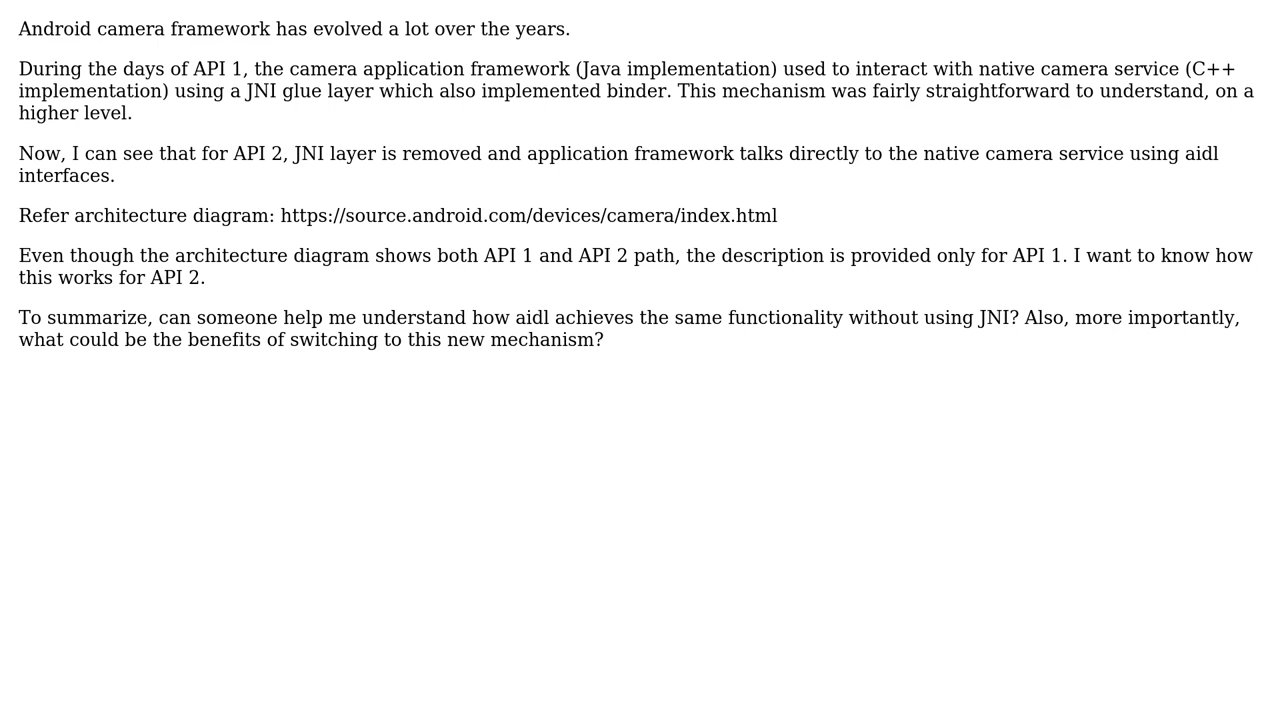 Android camera framework has evolved a lot over the years.
During the days of API 1, the camera application framework (Java implementation) used to interact with native camera service (C++
implementation) using a JNI glue layer which also implemented binder. This mechanism was fairly straightforward to understand, on a
higher level.
Now, I can see that for API 2, JNI layer is removed and application framework talks directly to the native camera service using aidl
interfaces.
Refer architecture diagram: https://source.android.com/devices/camera/index.html
Even though the architecture diagram shows both API 1 and API 2 path, the description is provided only for API 1. I want to know how
this works for API 2.
To summarize, can someone help me understand how aidl achieves the same functionality without using JNI? Also, more importantly,
what could be the benefits of switching to this new mechanism?